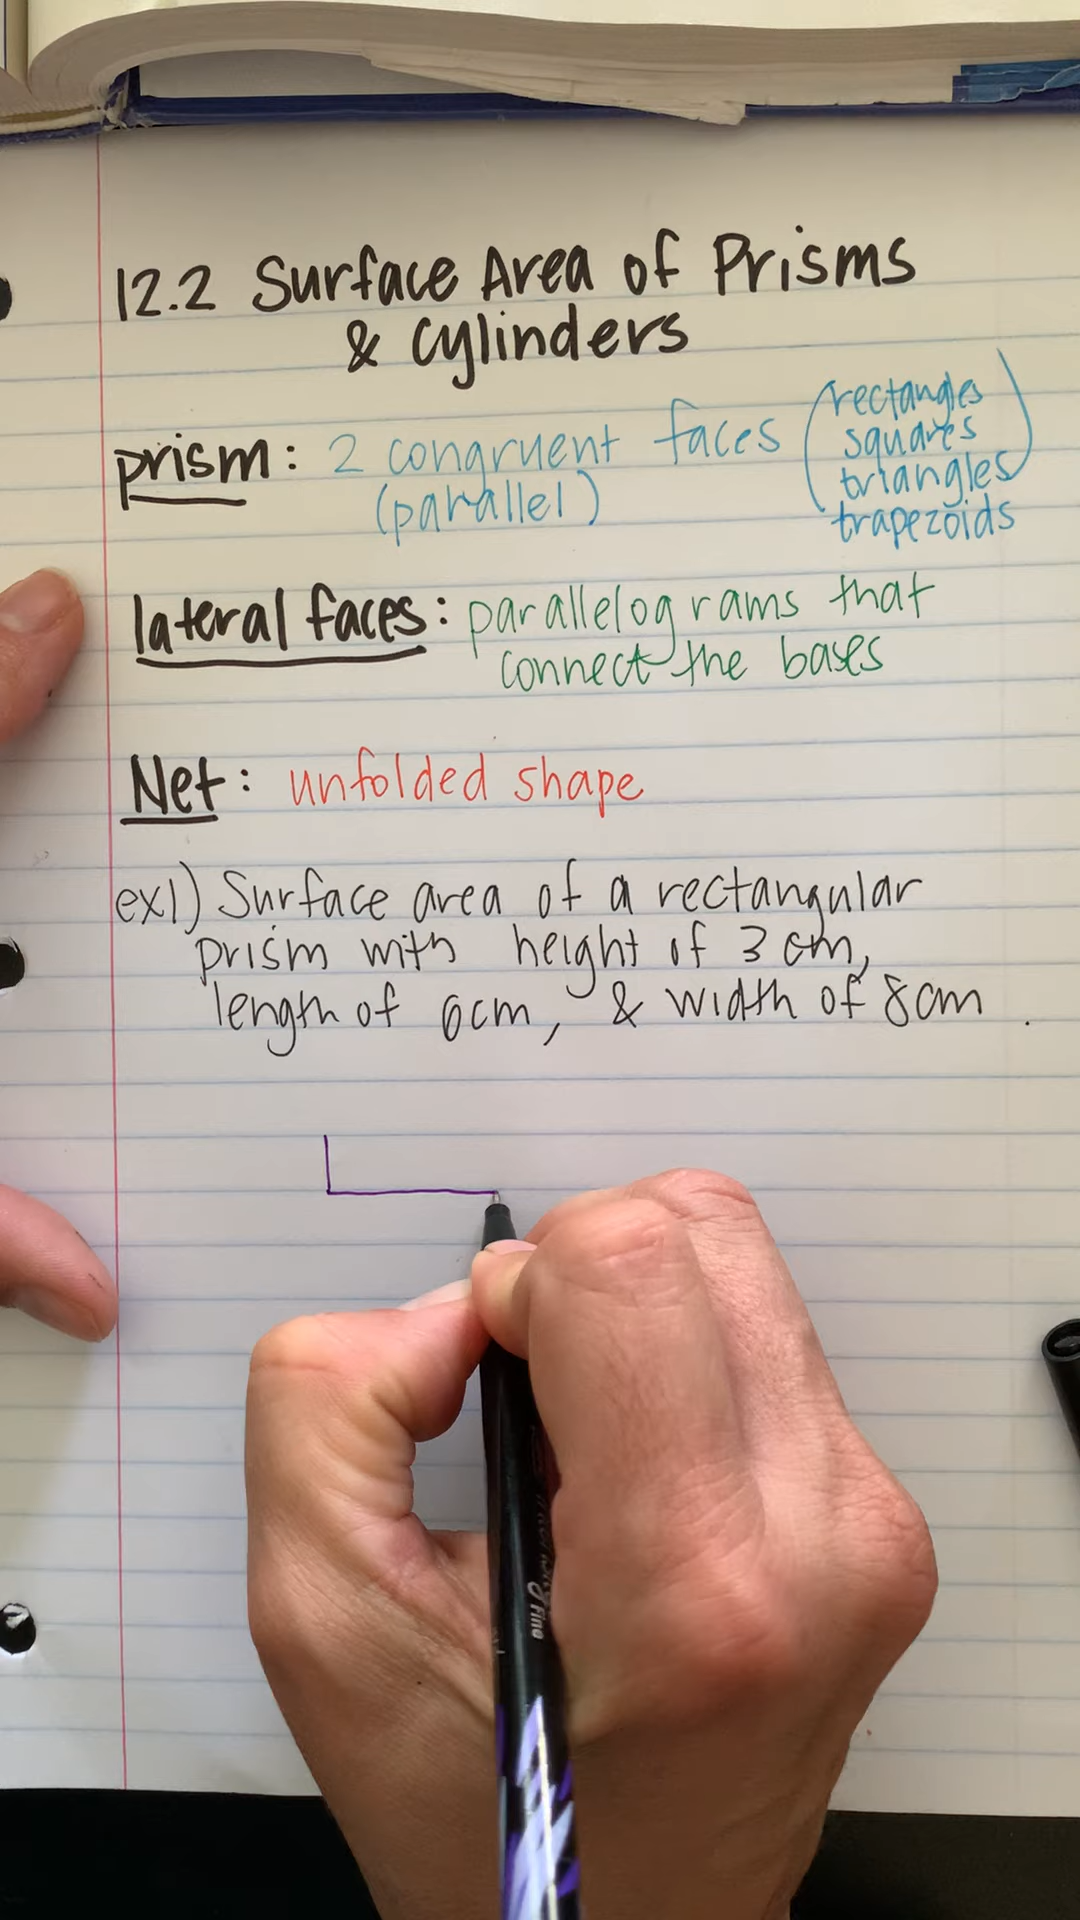 12.2 Surface Area of Prisms
& Cylinders
prism: 2 congruent faces
(parallel)
(rectangles
squares
triangles)
trapezoids
lateral faces: parallelograms that
connect the bases
Net: unfolded shape
ex1) Surface area of a rectangular
prism with height of 3 cm,
length of 6cm, & width of 8cm.
Fine